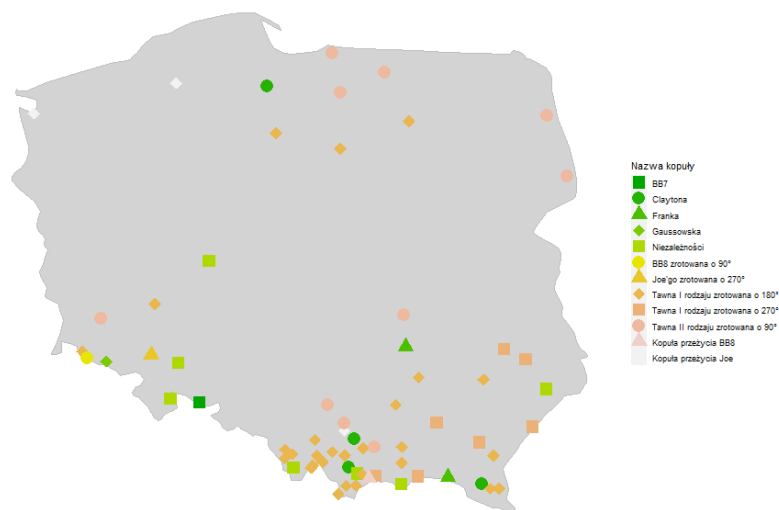 Nazwa kopuły
BB7
Claytona
Franka
Gaussowska
Niezależności
BB8 zrotowana o 90°
Joe'go zrotowana o 270°
Tawna I rodzaju zrotowana o 180°
Tawna I rodzaju zrotowana o 270°
Tawna II rodzaju zrotowana o 90°
Kopuła przeżycia BB8
Kopuła przeżycia Joe